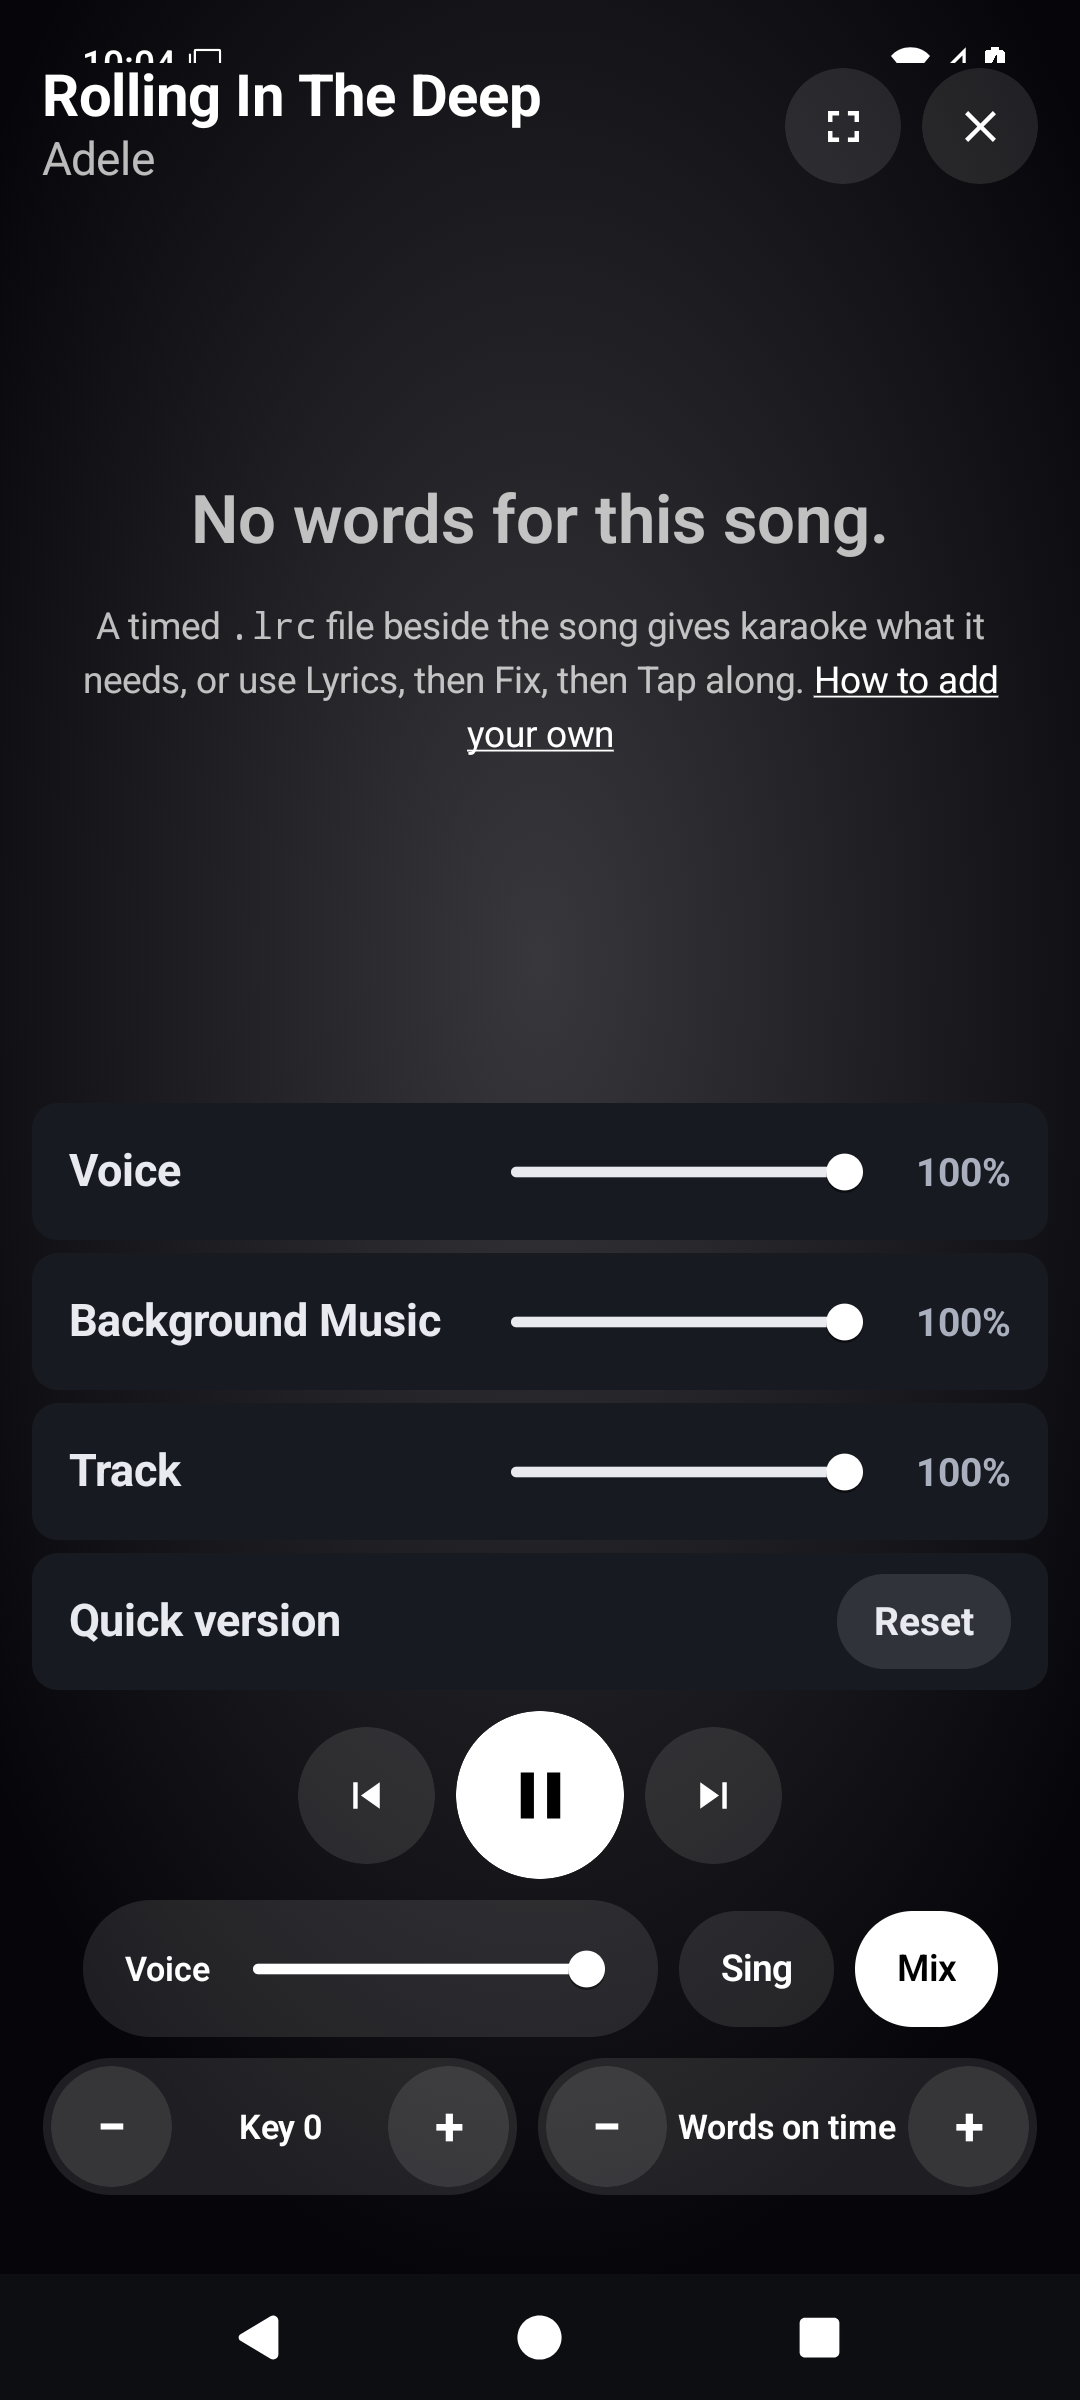 10:04
Rolling In The Deep
Adele
No words for this song.
A timed .lrc file beside the song gives karaoke what it
needs, or use Lyrics, then Fix, then Tap along. How to add
your own
Voice 100%
Background Music 100%
Track 100%
Quick version Reset
Voice Sing Mix
− Key 0 + − Words on time +